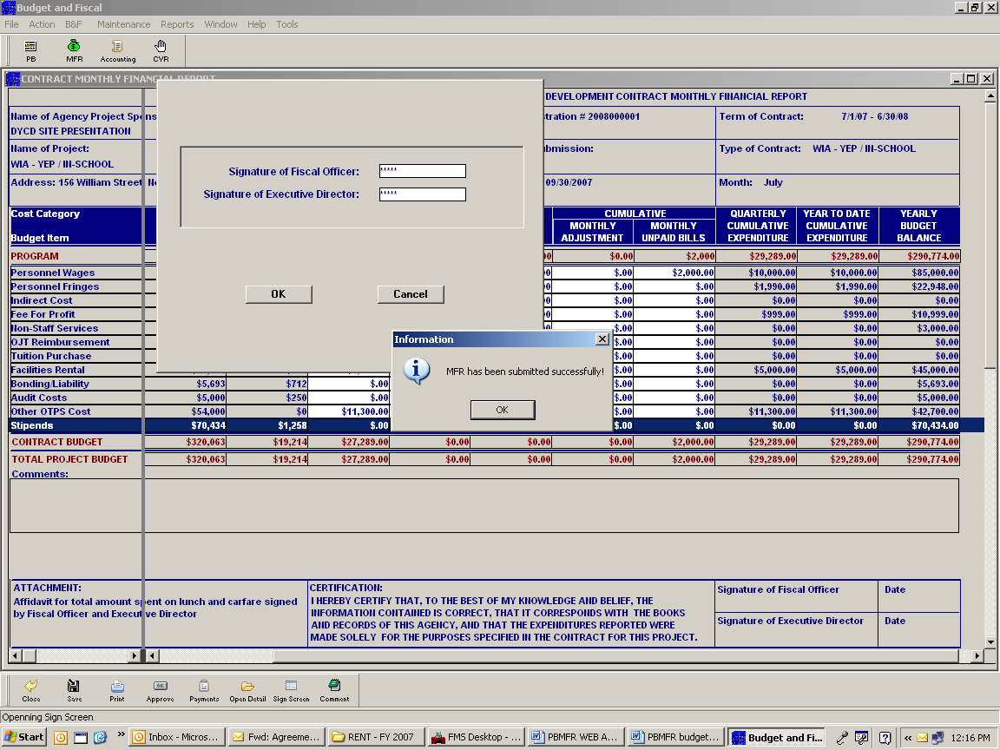 Budget and Fiscal
File Action B&F Maintenance Reports Window Help Tools
PB MFR Accounting CVR
CONTRACT MONTHLY FINANCIAL REPORT
DEVELOPMENT CONTRACT MONTHLY FINANCIAL REPORT
Name of Agency Project Spons
DYCD SITE PRESENTATION
tration # 2008000001
Term of Contract: 7/1/07 - 6/30/08
Name of Project:
WIA - YEP / IN-SCHOOL
bmission:
Type of Contract: WIA - YEP / IN-SCHOOL
Address: 156 William Street
09/30/2007
Month: July
Signature of Fiscal Officer: *****
Signature of Executive Director: *****
OK Cancel
Cost Category
Budget Item
CUMULATIVE
MONTHLY ADJUSTMENT
MONTHLY UNPAID BILLS
QUARTERLY CUMULATIVE EXPENDITURE
YEAR TO DATE CUMULATIVE EXPENDITURE
YEARLY BUDGET BALANCE
PROGRAM $0.00 $2,000 $29,289.00 $29,289.00 $290,774.00
Personnel Wages $.00 $2,000.00 $10,000.00 $10,000.00 $85,000.00
Personnel Fringes $.00 $.00 $1,990.00 $1,990.00 $22,948.00
Indirect Cost $.00 $.00 $0.00 $0.00 $0.00
Fee For Profit $.00 $.00 $999.00 $999.00 $10,999.00
Non-Staff Services $.00 $.00 $0.00 $0.00 $3,000.00
OJT Reimbursement $.00 $.00 $0.00 $0.00 $0.00
Tuition Purchase $.00 $.00 $0.00 $0.00 $0.00
Facilities Rental $.00 $.00 $5,000.00 $5,000.00 $45,000.00
Bonding/Liability $5,693 $712 $.00 $.00 $.00 $0.00 $0.00 $5,693.00
Audit Costs $5,000 $250 $.00 $.00 $.00 $0.00 $0.00 $5,000.00
Other OTPS Cost $54,000 $0 $11,300.00 $.00 $.00 $11,300.00 $11,300.00 $42,700.00
Stipends $70,434 $1,258 $.00 $.00 $.00 $0.00 $0.00 $70,434.00
CONTRACT BUDGET $320,063 $19,214 $27,289.00 $0.00 $0.00 $0.00 $2,000.00 $29,289.00 $29,289.00 $290,774.00
TOTAL PROJECT BUDGET $320,063 $19,214 $27,289.00 $0.00 $0.00 $0.00 $2,000.00 $29,289.00 $29,289.00 $290,774.00
Information
MFR has been submitted successfully!
OK
Comments:
ATTACHMENT:
Affidavit for total amount spent on lunch and carfare signed
by Fiscal Officer and Executive Director
CERTIFICATION:
I HEREBY CERTIFY THAT, TO THE BEST OF MY KNOWLEDGE AND BELIEF, THE
INFORMATION CONTAINED IS CORRECT, THAT IT CORRESPONDS WITH THE BOOKS
AND RECORDS OF THIS AGENCY, AND THAT THE EXPENDITURES REPORTED WERE
MADE SOLELY FOR THE PURPOSES SPECIFIED IN THE CONTRACT FOR THIS PROJECT.
Signature of Fiscal Officer Date
Signature of Executive Director Date
Close Save Print Approve Payments Open Detail Sign Screen Comment
Openning Sign Screen
Start Inbox - Micros... Fwd: Agreeme... RENT - FY 2007 FMS Desktop - ... PBMFR WEB A... PBMFR budget... Budget and Fi... 12:16 PM